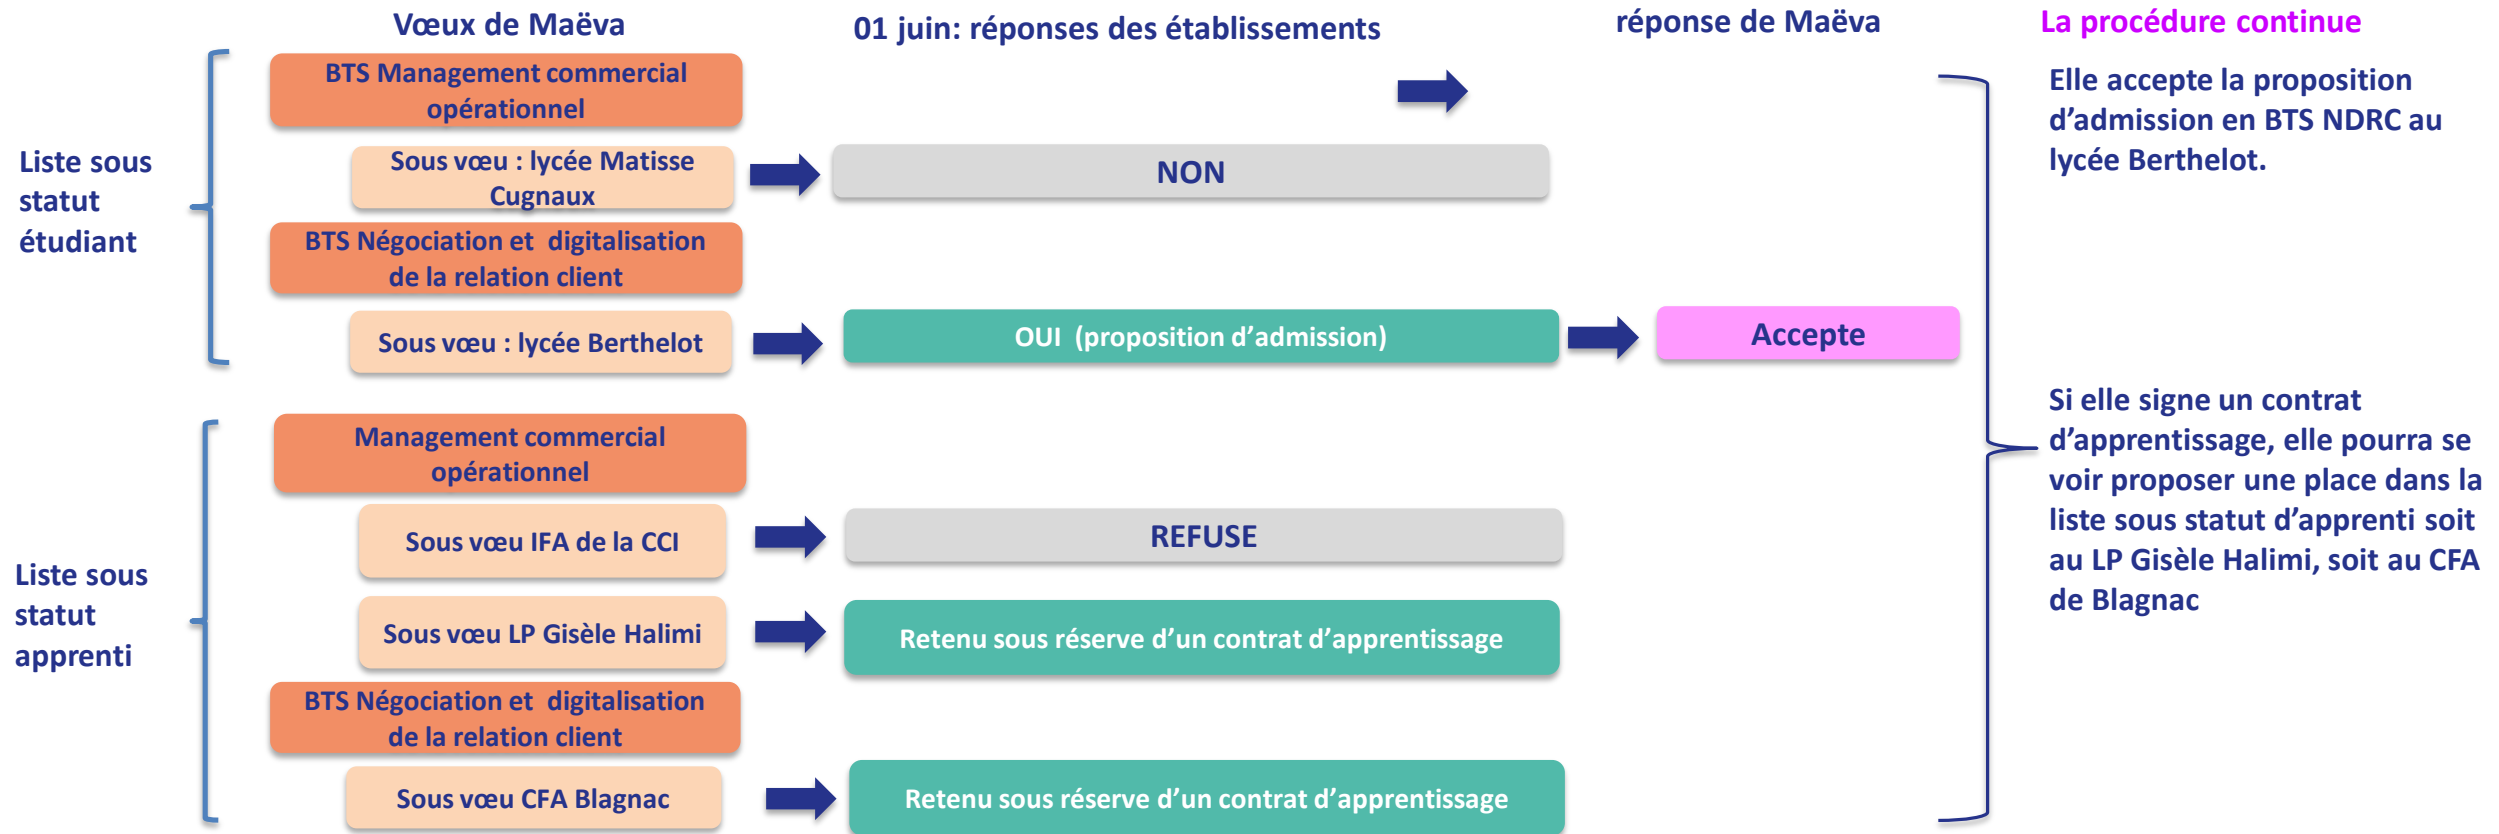 Vœux de Maëva
01 juin: réponses des établissements
réponse de Maëva
La procédure continue
Liste sous
statut
étudiant
BTS Management commercial
opérationnel
Sous vœu : lycée Matisse
Cugnaux
NON
BTS Négociation et  digitalisation
de la relation client
Sous vœu : lycée Berthelot
OUI  (proposition d’admission)
Accepte
Elle accepte la proposition
d’admission en BTS NDRC au
lycée Berthelot.
Liste sous
statut
apprenti
Management commercial
opérationnel
Sous vœu IFA de la CCI
REFUSE
Sous vœu LP Gisèle Halimi
Retenu sous réserve d’un contrat d’apprentissage
BTS Négociation et  digitalisation
de la relation client
Sous vœu CFA Blagnac
Retenu sous réserve d’un contrat d’apprentissage
Si elle signe un contrat
d’apprentissage, elle pourra se
voir proposer une place dans la
liste sous statut d’apprenti soit
au LP Gisèle Halimi, soit au CFA
de Blagnac